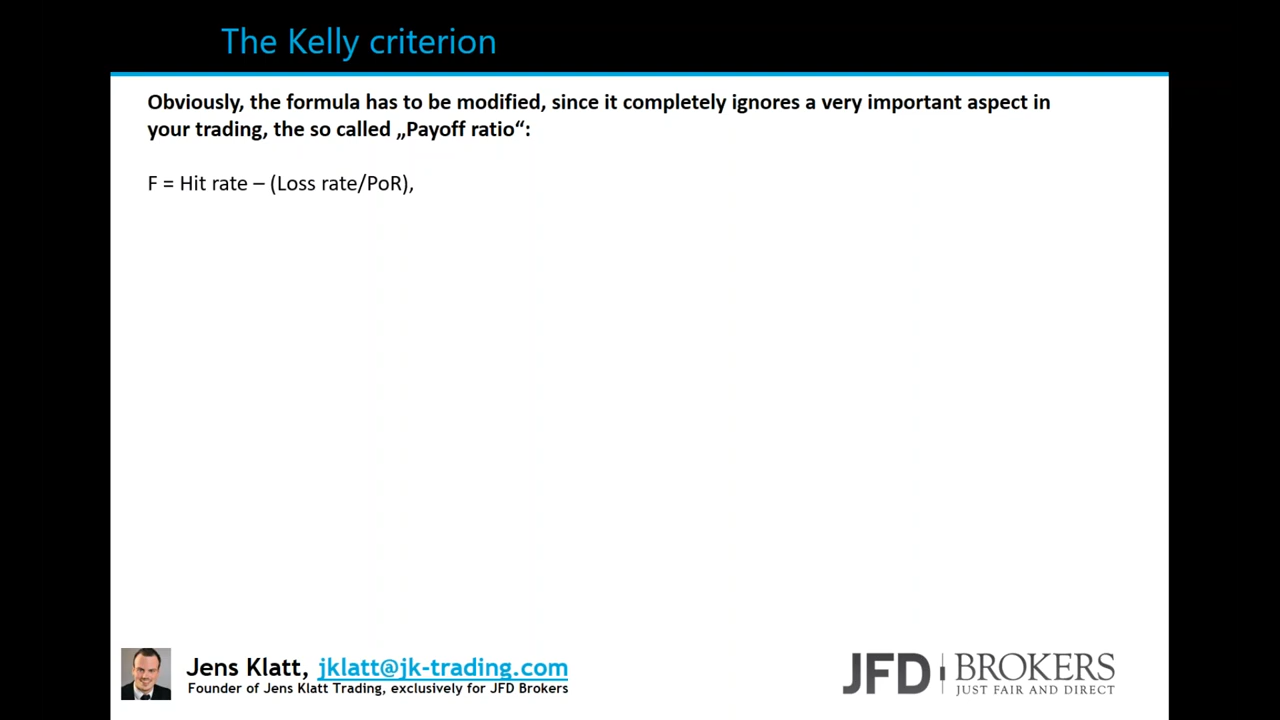 The Kelly criterion
Obviously, the formula has to be modified, since it completely ignores a very important aspect in
your trading, the so called „Payoff ratio“:
F = Hit rate – (Loss rate/PoR),
Jens Klatt, jklatt@jk-trading.com
Founder of Jens Klatt Trading, exclusively for JFD Brokers
JFD BROKERS
JUST FAIR AND DIRECT